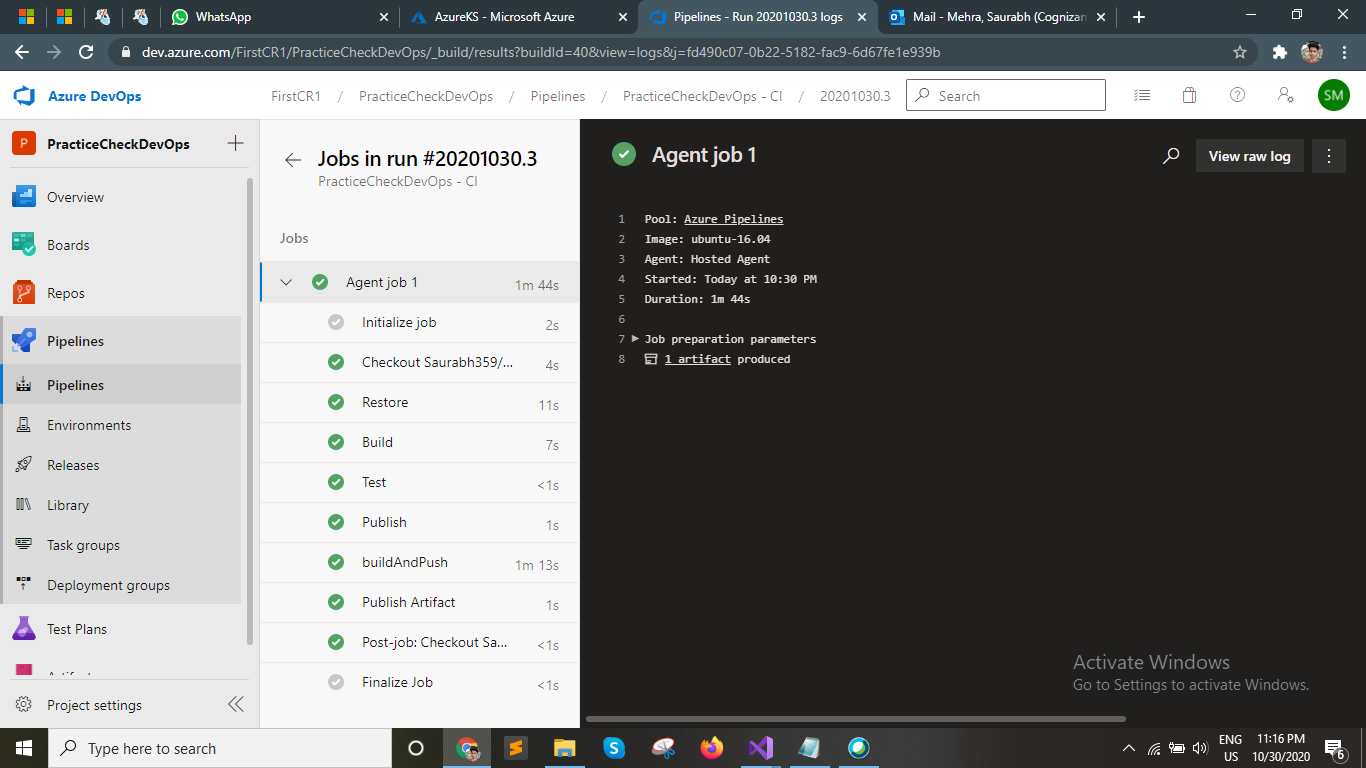 WhatsApp
AzureKS - Microsoft Azure
Pipelines - Run 20201030.3 logs
Mail - Mehra, Saurabh (Cognizan
dev.azure.com/FirstCR1/PracticeCheckDevOps/_build/results?buildId=40&view=logs&j=fd490c07-0b22-5182-fac9-6d67fe1e939b
Azure DevOps
FirstCR1 / PracticeCheckDevOps / Pipelines / PracticeCheckDevOps - CI / 20201030.3
Search
SM
P PracticeCheckDevOps
Overview
Boards
Repos
Pipelines
Pipelines
Environments
Releases
Library
Task groups
Deployment groups
Test Plans
Project settings
Jobs in run #20201030.3
PracticeCheckDevOps - CI
Jobs
Agent job 1 1m 44s
Initialize job 2s
Checkout Saurabh359/... 4s
Restore 11s
Build 7s
Test <1s
Publish 1s
buildAndPush 1m 13s
Publish Artifact 1s
Post-job: Checkout Sa... <1s
Finalize Job <1s
Agent job 1
View raw log
1 Pool: Azure Pipelines
2 Image: ubuntu-16.04
3 Agent: Hosted Agent
4 Started: Today at 10:30 PM
5 Duration: 1m 44s
6
7 Job preparation parameters
8 1 artifact produced
Activate Windows
Go to Settings to activate Windows.
Type here to search
ENG
US
11:16 PM
10/30/2020
6